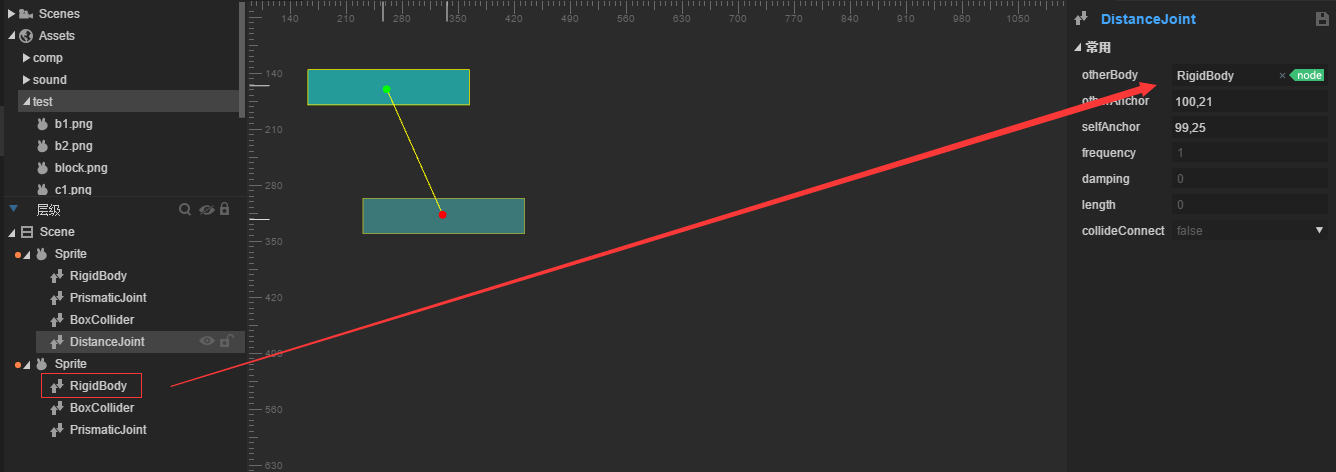 Scenes
Assets
comp
sound
test
b1.png
b2.png
block.png
c1.png
层级
Scene
Sprite
RigidBody
PrismaticJoint
BoxCollider
DistanceJoint
Sprite
RigidBody
BoxCollider
PrismaticJoint
140 210 280 350 420 490 560 630 700 770 840 910 980 1050
140
210
280
350
420
490
560
630
DistanceJoint
常用
otherBody RigidBody × node
otherAnchor 100,21
selfAnchor 99,25
frequency 1
damping 0
length 0
collideConnect false